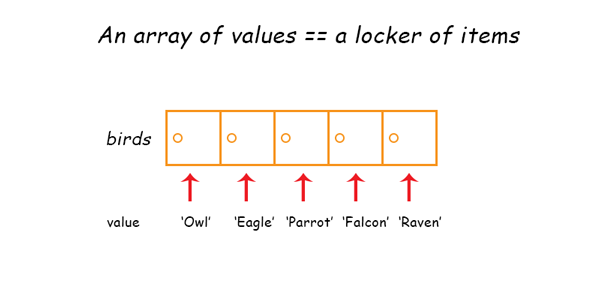 An array of values == a locker of items
birds
value ‘Owl’ ‘Eagle’ ‘Parrot’ ‘Falcon’ ‘Raven’